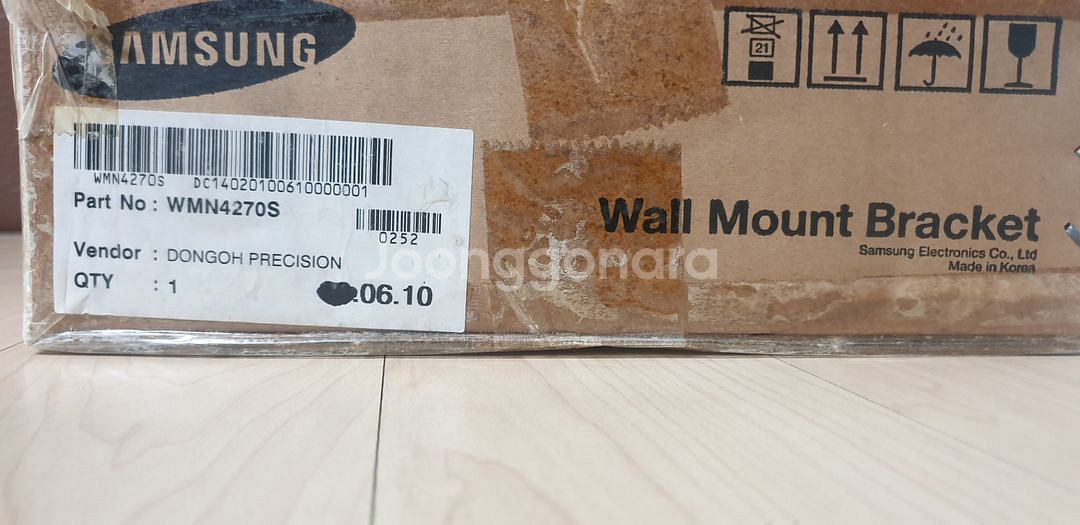 SAMSUNG
21
WMN4270S DC14020100610000001
Part No : WMN4270S
0252
Vendor : DONGOH PRECISION
QTY : 1
.06.10
Wall Mount Bracket
Samsung Electronics Co., Ltd
Made in Korea
Joonggonara